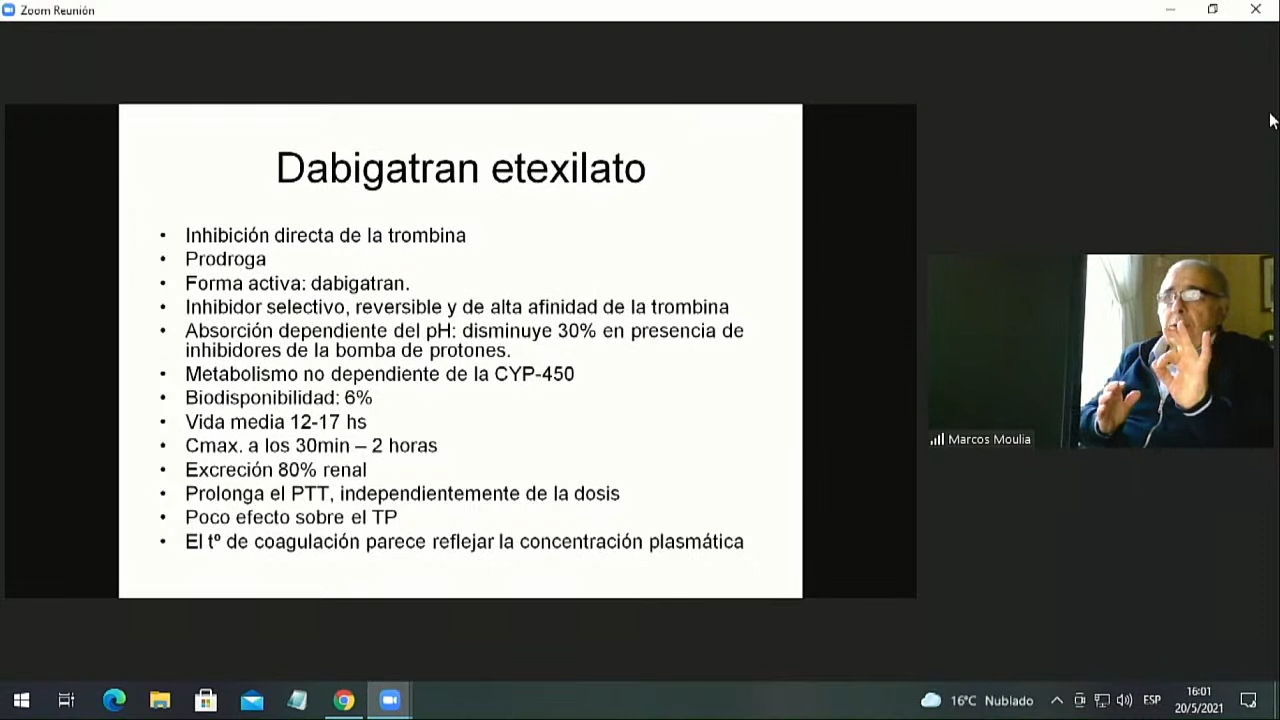 Zoom Reunión
Dabigatran etexilato
• Inhibición directa de la trombina
• Prodroga
• Forma activa: dabigatran.
• Inhibidor selectivo, reversible y de alta afinidad de la trombina
• Absorción dependiente del pH: disminuye 30% en presencia de
inhibidores de la bomba de protones.
• Metabolismo no dependiente de la CYP-450
• Biodisponibilidad: 6%
• Vida media 12-17 hs
• Cmax. a los 30min – 2 horas
• Excreción 80% renal
• Prolonga el PTT, independientemente de la dosis
• Poco efecto sobre el TP
• El tº de coagulación parece reflejar la concentración plasmática
Marcos Moulia
16°C Nublado
ESP
16:01
20/5/2021